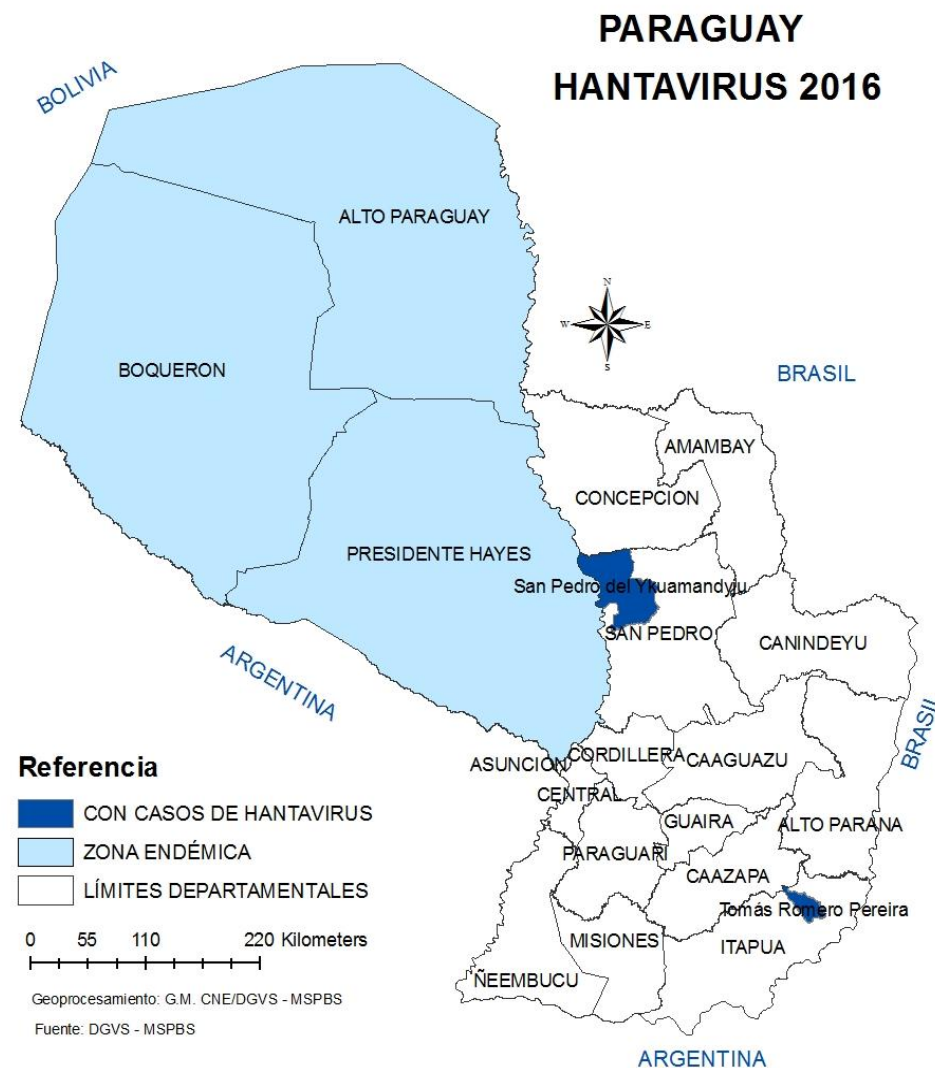 PARAGUAY
HANTAVIRUS 2016
BOLIVIA
ALTO PARAGUAY
N
W E
S
BOQUERON
BRASIL
AMAMBAY
CONCEPCION
PRESIDENTE HAYES
San Pedro del Ykuamandyju
SAN PEDRO
CANINDEYU
ARGENTINA
BRASIL
ASUNCION
CORDILLERA
CAAGUAZU
CENTRAL
GUAIRA
ALTO PARANA
PARAGUARI
CAAZAPA
Tomás Romero Pereira
MISIONES
ITAPUA
ÑEEMBUCU
ARGENTINA
Referencia
CON CASOS DE HANTAVIRUS
ZONA ENDÉMICA
LÍMITES DEPARTAMENTALES
0 55 110 220 Kilometers
Geoprocesamiento: G.M. CNE/DGVS - MSPBS
Fuente: DGVS - MSPBS